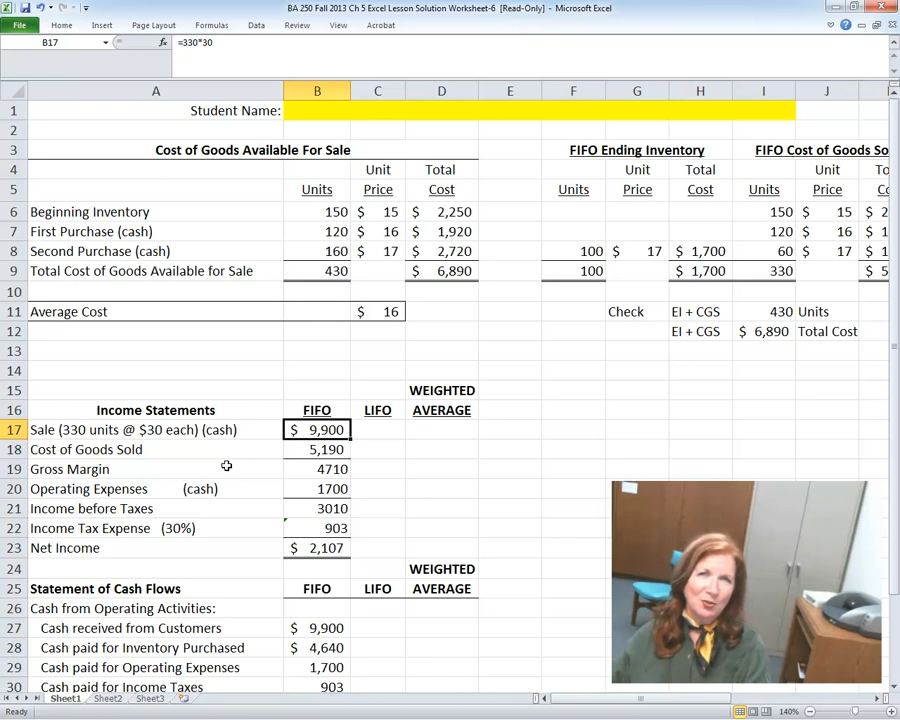 BA 250 Fall 2013 Ch 5 Excel Lesson Solution Worksheet-6 [Read-Only] - Microsoft Excel
File Home Insert Page Layout Formulas Data Review View Acrobat
B17 fx =330*30
A B C D E F G H I J
1 Student Name:
2
3 Cost of Goods Available For Sale FIFO Ending Inventory FIFO Cost of Goods So
4 Unit Total Unit Total Unit To
5 Units Price Cost Units Price Cost Units Price
6 Beginning Inventory 150 $ 15 $ 2,250 150 $ 15 $ 2
7 First Purchase (cash) 120 $ 16 $ 1,920 120 $ 16 $ 1
8 Second Purchase (cash) 160 $ 17 $ 2,720 100 $ 17 $ 1,700 60 $ 17 $ 1
9 Total Cost of Goods Available for Sale 430 $ 6,890 100 $ 1,700 330 $ 5
10
11 Average Cost $ 16 Check EI + CGS 430 Units
12 EI + CGS $ 6,890 Total Cost
13
14
15 WEIGHTED
16 Income Statements FIFO LIFO AVERAGE
17 Sale (330 units @ $30 each) (cash) $ 9,900
18 Cost of Goods Sold 5,190
19 Gross Margin 4710
20 Operating Expenses (cash) 1700
21 Income before Taxes 3010
22 Income Tax Expense (30%) 903
23 Net Income $ 2,107
24 WEIGHTED
25 Statement of Cash Flows FIFO LIFO AVERAGE
26 Cash from Operating Activities:
27 Cash received from Customers $ 9,900
28 Cash paid for Inventory Purchased $ 4,640
29 Cash paid for Operating Expenses 1,700
30 Cash paid for Income Taxes 903
Sheet1 Sheet2 Sheet3
Ready 140%